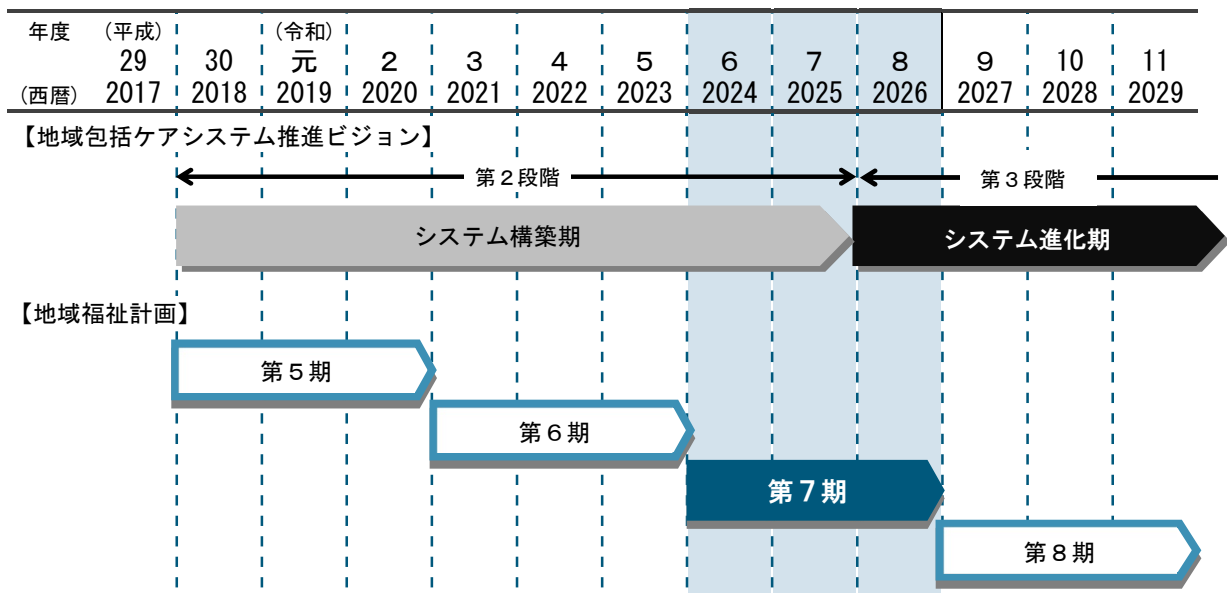 年度 (平成) (令和)
29 30 元 2 3 4 5 6 7 8 9 10 11
(西暦) 2017 2018 2019 2020 2021 2022 2023 2024 2025 2026 2027 2028 2029
【地域包括ケアシステム推進ビジョン】
第2段階 第3段階
システム構築期 システム進化期
【地域福祉計画】
第5期
第6期
第7期
第8期